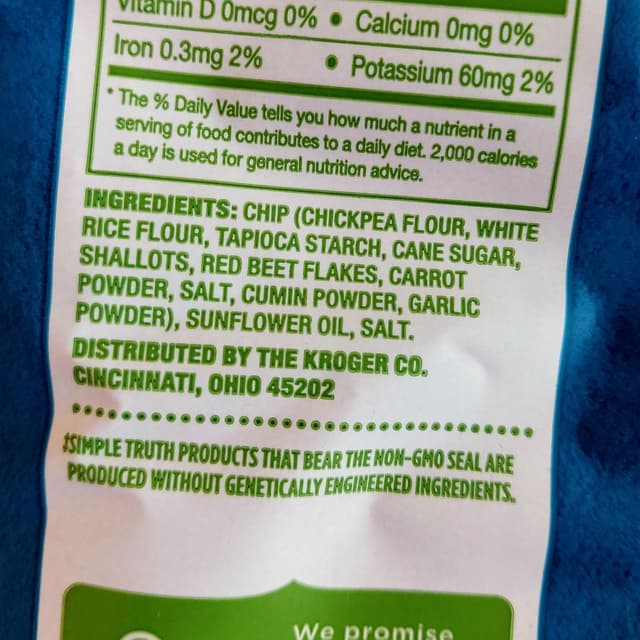 Vitamin D 0mcg 0% • Calcium 0mg 0%
Iron 0.3mg 2% • Potassium 60mg 2%
* The % Daily Value tells you how much a nutrient in a
serving of food contributes to a daily diet. 2,000 calories
a day is used for general nutrition advice.
INGREDIENTS: CHIP (CHICKPEA FLOUR, WHITE
RICE FLOUR, TAPIOCA STARCH, CANE SUGAR,
SHALLOTS, RED BEET FLAKES, CARROT
POWDER, SALT, CUMIN POWDER, GARLIC
POWDER), SUNFLOWER OIL, SALT.
DISTRIBUTED BY THE KROGER CO.
CINCINNATI, OHIO 45202
‡SIMPLE TRUTH PRODUCTS THAT BEAR THE NON-GMO SEAL ARE
PRODUCED WITHOUT GENETICALLY ENGINEERED INGREDIENTS.
We promise